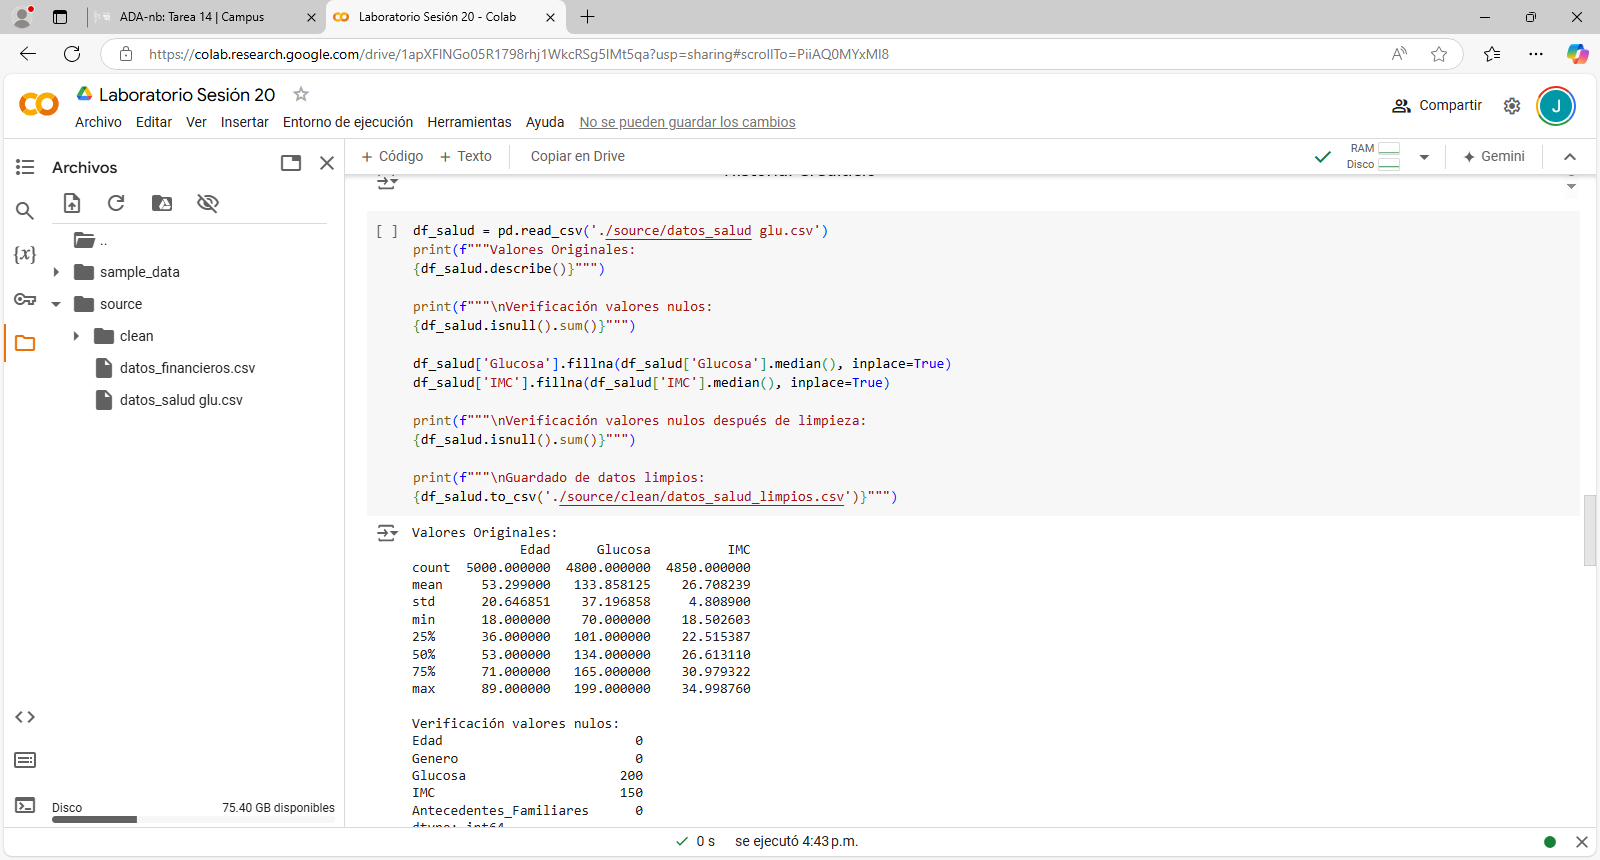 ADA-nb: Tarea 14 | Campus
Laboratorio Sesión 20 - Colab
https://colab.research.google.com/drive/1apXFlNGo05R1798rhj1WkcRSg5lMt5qa?usp=sharing#scrollTo=PiiAQ0MYxMl8
Laboratorio Sesión 20
Compartir
J
Archivo Editar Ver Insertar Entorno de ejecución Herramientas Ayuda No se pueden guardar los cambios
Archivos
+ Código + Texto Copiar en Drive
RAM
Disco
Gemini
..
sample_data
source
clean
datos_financieros.csv
datos_salud glu.csv
{x}
Disco 75.40 GB disponibles
[ ] df_salud = pd.read_csv('./source/datos_salud glu.csv')
print(f"""Valores Originales:
{df_salud.describe()}""")
print(f"""\nVerificación valores nulos:
{df_salud.isnull().sum()}""")
df_salud['Glucosa'].fillna(df_salud['Glucosa'].median(), inplace=True)
df_salud['IMC'].fillna(df_salud['IMC'].median(), inplace=True)
print(f"""\nVerificación valores nulos después de limpieza:
{df_salud.isnull().sum()}""")
print(f"""\nGuardado de datos limpios:
{df_salud.to_csv('./source/clean/datos_salud_limpios.csv')}""")
Valores Originales:
Edad Glucosa IMC
count 5000.000000 4800.000000 4850.000000
mean 53.299000 133.858125 26.708239
std 20.646851 37.196858 4.808900
min 18.000000 70.000000 18.502603
25% 36.000000 101.000000 22.515387
50% 53.000000 134.000000 26.613110
75% 71.000000 165.000000 30.979322
max 89.000000 199.000000 34.998760
Verificación valores nulos:
Edad 0
Genero 0
Glucosa 200
IMC 150
Antecedentes_Familiares 0
dtype: int64
0 s se ejecutó 4:43 p.m.